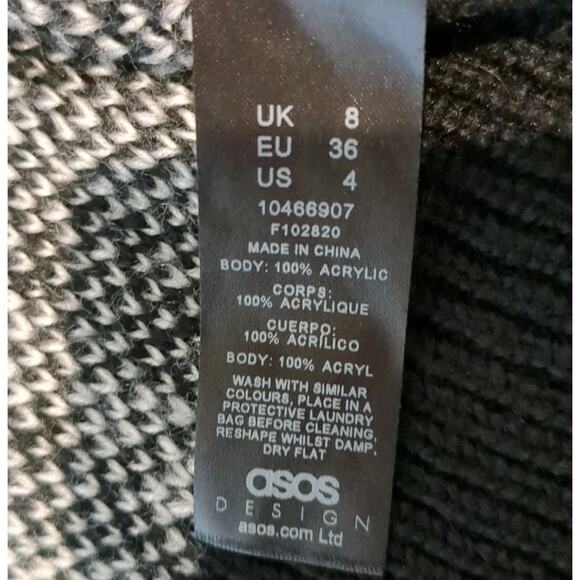 UK 8
EU 36
US 4
10466907
F102820
MADE IN CHINA
BODY: 100% ACRYLIC
CORPS:
100% ACRYLIQUE
CUERPO:
100% ACRÍLICO
BODY: 100% ACRYL
WASH WITH SIMILAR
COLOURS, PLACE IN A
PROTECTIVE LAUNDRY
BAG BEFORE CLEANING,
RESHAPE WHILST DAMP,
DRY FLAT
asos
DESIGN
asos.com Ltd